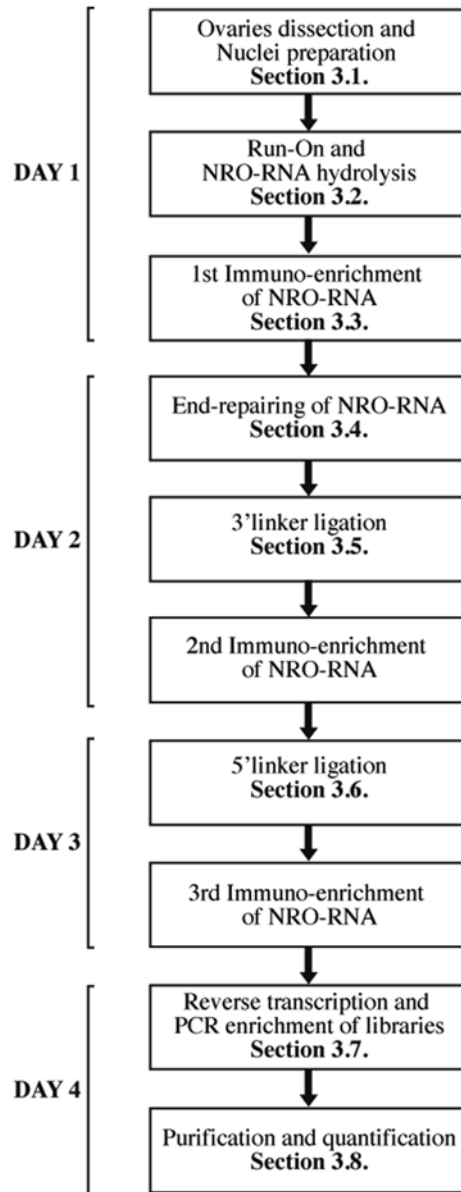 DAY 1
Ovaries dissection and
Nuclei preparation
Section 3.1.
Run-On and
NRO-RNA hydrolysis
Section 3.2.
1st Immuno-enrichment
of NRO-RNA
Section 3.3.
DAY 2
End-repairing of NRO-RNA
Section 3.4.
3'linker ligation
Section 3.5.
2nd Immuno-enrichment
of NRO-RNA
DAY 3
5'linker ligation
Section 3.6.
3rd Immuno-enrichment
of NRO-RNA
DAY 4
Reverse transcription and
PCR enrichment of libraries
Section 3.7.
Purification and quantification
Section 3.8.